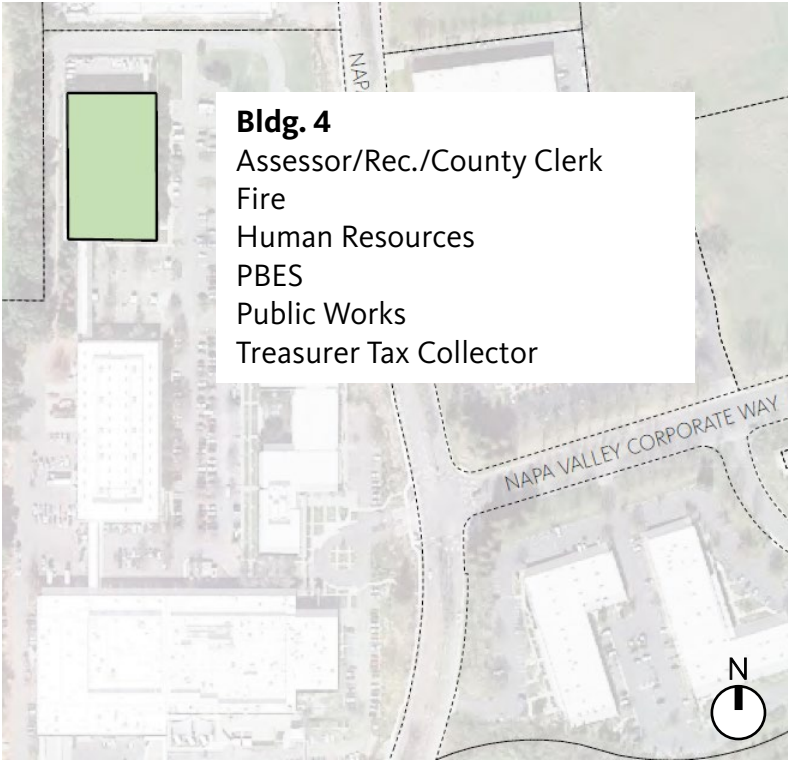 NAP
Bldg. 4
Assessor/Rec./County Clerk
Fire
Human Resources
PBES
Public Works
Treasurer Tax Collector
NAPA VALLEY CORPORATE WAY
N